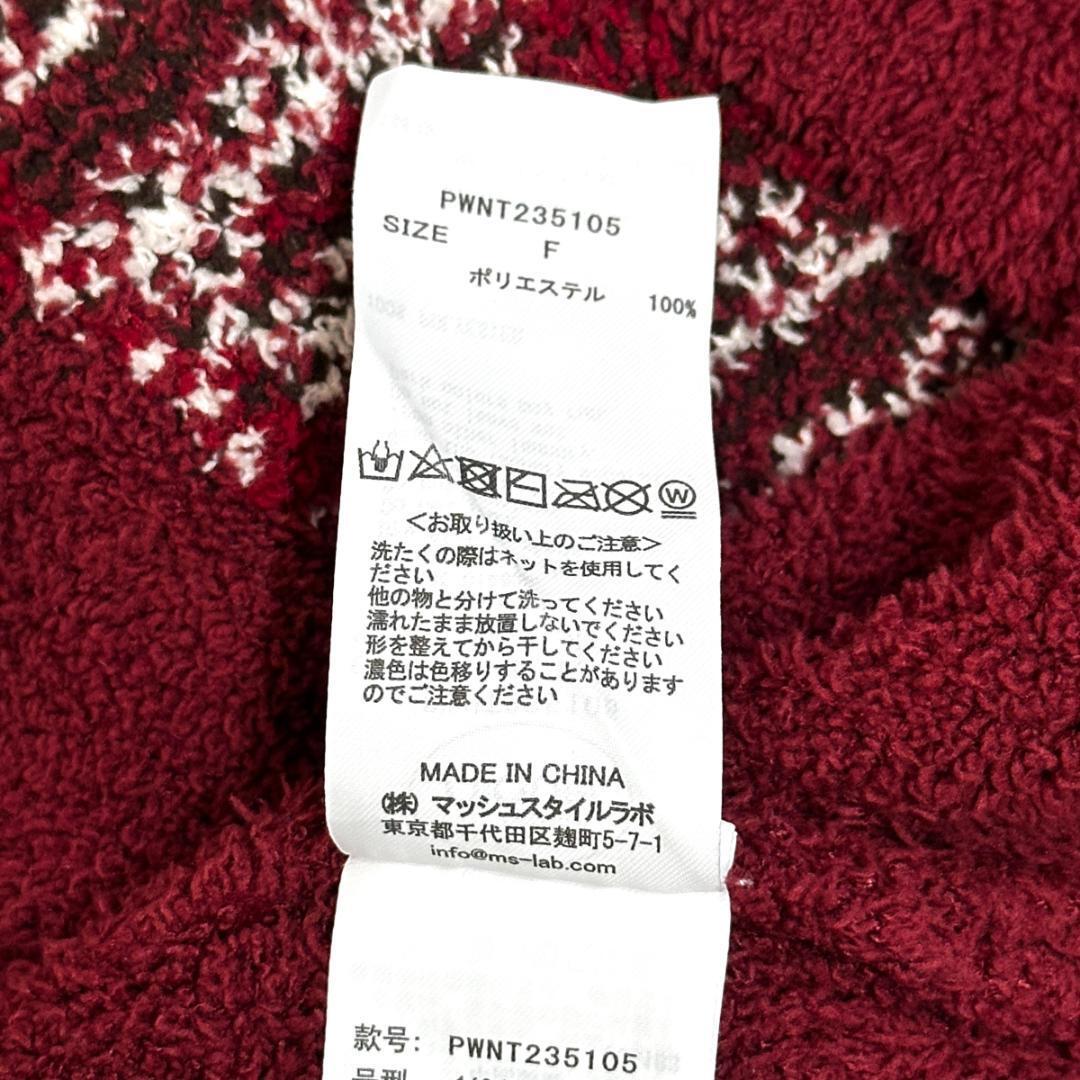 PWNT235105
SIZE F
ポリエステル 100%
W
<お取り扱い上のご注意>
洗たくの際はネットを使用してく
ださい
他の物と分けて洗ってください
濡れたまま放置しないでください
形を整えてから干してください
濃色は色移りすることがあります
のでご注意ください
MADE IN CHINA
(株) マッシュスタイルラボ
東京都千代田区麹町5-7-1
info@ms-lab.com
款号: PWNT235105